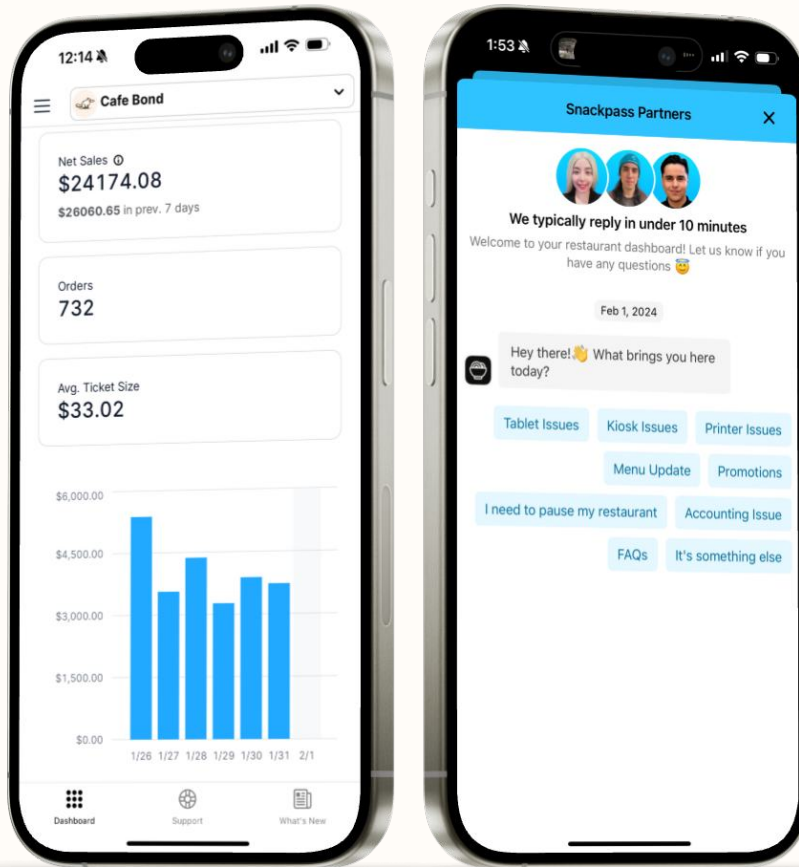 12:14
Cafe Bond
Net Sales
$24174.08
$26060.65 in prev. 7 days
Orders
732
Avg. Ticket Size
$33.02
$6,000.00
$4,500.00
$3,000.00
$1,500.00
$0.00
1/26 1/27 1/28 1/29 1/30 1/31 2/1
Dashboard Support What's New
1:53
Snackpass Partners
We typically reply in under 10 minutes
Welcome to your restaurant dashboard! Let us know if you
have any questions 😇
Feb 1, 2024
Hey there!👋 What brings you here
today?
Tablet Issues Kiosk Issues Printer Issues
Menu Update Promotions
I need to pause my restaurant Accounting Issue
FAQs It's something else